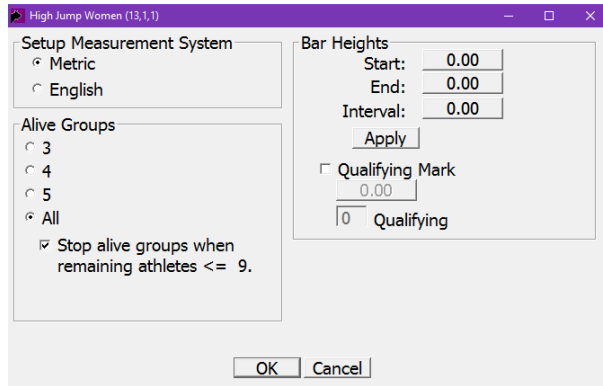 High Jump Women (13,1,1)
Setup Measurement System
Metric
English
Alive Groups
3
4
5
All
Stop alive groups when
remaining athletes <= 9.
Bar Heights
Start: 0.00
End: 0.00
Interval: 0.00
Apply
Qualifying Mark
0.00
0 Qualifying
OK Cancel